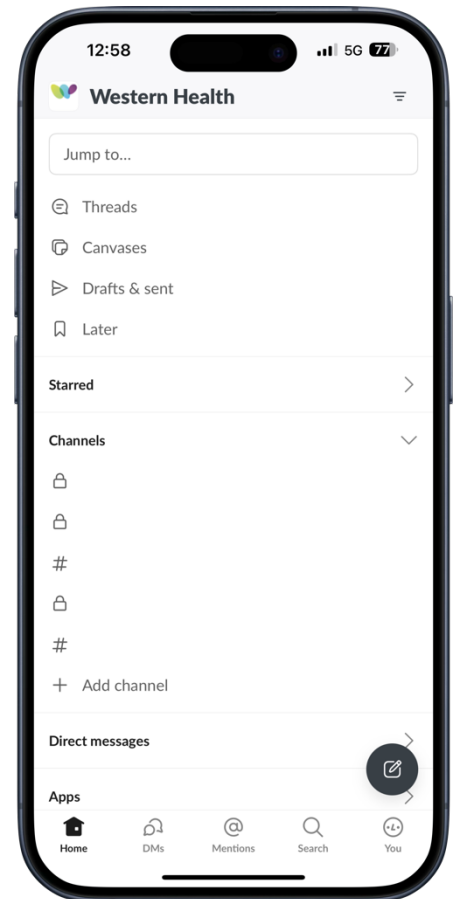 12:58 5G 77
Western Health
Jump to...
Threads
Canvases
Drafts & sent
Later
Starred
Channels
#
#
+ Add channel
Direct messages
Apps
Home DMs Mentions Search You